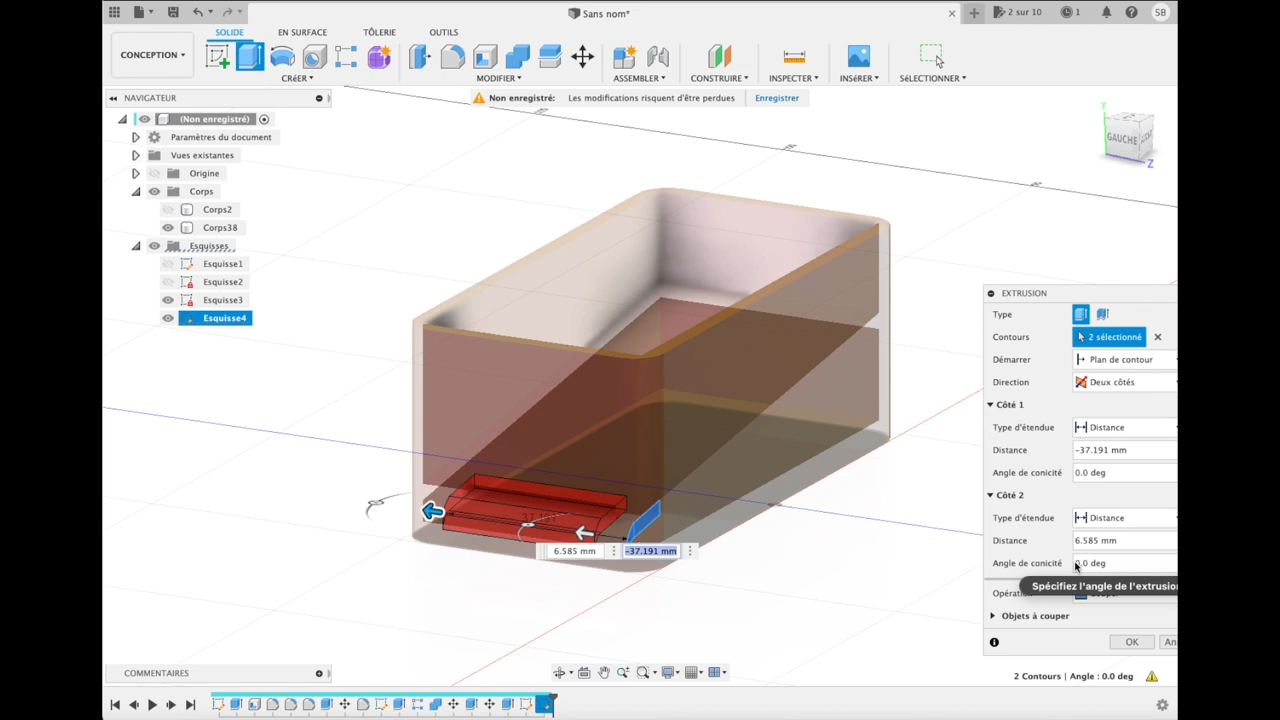 Sans nom*
2 sur 10
1
SB
CONCEPTION
SOLIDE
EN SURFACE
TÔLERIE
OUTILS
CRéER
MODIFIER
ASSEMBLER
CONSTRUIRE
INSPECTER
INSéRER
SéLECTIONNER
NAVIGATEUR
Non enregistré: Les modifications risquent d'être perdues Enregistrer
(Non enregistré)
Paramètres du document
Vues existantes
Origine
Corps
Corps2
Corps38
Esquisses
Esquisse1
Esquisse2
Esquisse3
Esquisse4
Y
GAUCHE
Z
6.585 mm
-37.191 mm
EXTRUSION
Type
Contours 2 sélectionné
Démarrer Plan de contour
Direction Deux côtés
Côté 1
Type d'étendue Distance
Distance -37.191 mm
Angle de conicité 0.0 deg
Côté 2
Type d'étendue Distance
Distance 6.585 mm
Angle de conicité 0.0 deg
Spécifiez l'angle de l'extrusion
Objets à couper
OK
2 Contours | Angle : 0.0 deg
COMMENTAIRES